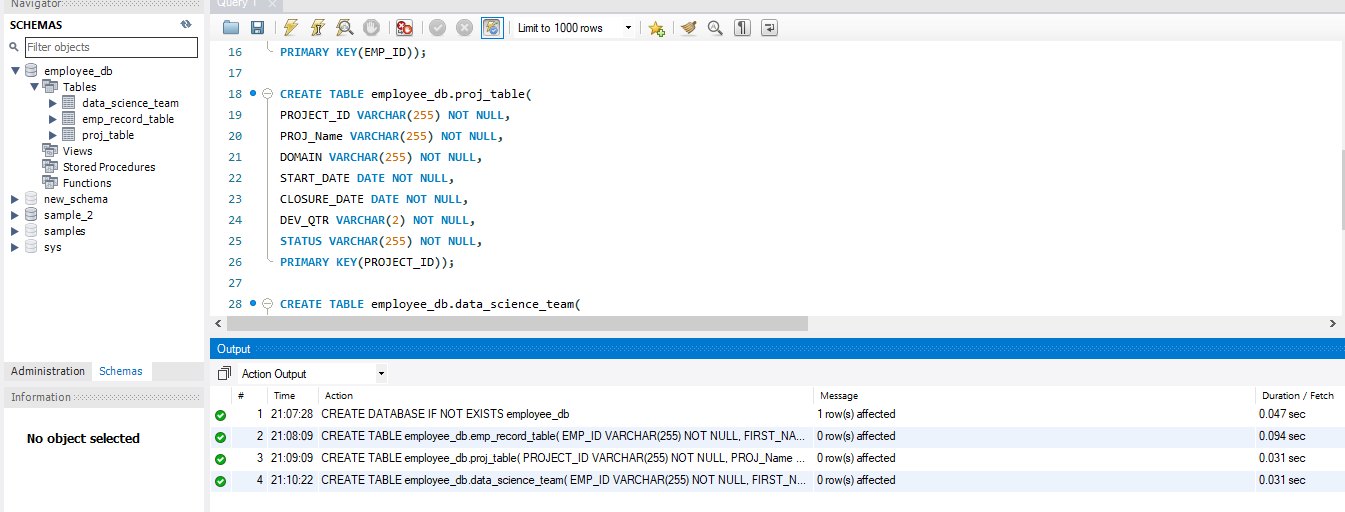 Navigator
Query 1
SCHEMAS
Filter objects
employee_db
Tables
data_science_team
emp_record_table
proj_table
Views
Stored Procedures
Functions
new_schema
sample_2
samples
sys
Administration Schemas
Information
No object selected
Limit to 1000 rows
16 PRIMARY KEY(EMP_ID));
17
18 CREATE TABLE employee_db.proj_table(
19 PROJECT_ID VARCHAR(255) NOT NULL,
20 PROJ_Name VARCHAR(255) NOT NULL,
21 DOMAIN VARCHAR(255) NOT NULL,
22 START_DATE DATE NOT NULL,
23 CLOSURE_DATE DATE NOT NULL,
24 DEV_QTR VARCHAR(2) NOT NULL,
25 STATUS VARCHAR(255) NOT NULL,
26 PRIMARY KEY(PROJECT_ID));
27
28 CREATE TABLE employee_db.data_science_team(
Output
Action Output
# Time Action Message Duration / Fetch
1 21:07:28 CREATE DATABASE IF NOT EXISTS employee_db 1 row(s) affected 0.047 sec
2 21:08:09 CREATE TABLE employee_db.emp_record_table( EMP_ID VARCHAR(255) NOT NULL, FIRST_NA... 0 row(s) affected 0.094 sec
3 21:09:09 CREATE TABLE employee_db.proj_table( PROJECT_ID VARCHAR(255) NOT NULL, PROJ_Name ... 0 row(s) affected 0.031 sec
4 21:10:22 CREATE TABLE employee_db.data_science_team( EMP_ID VARCHAR(255) NOT NULL, FIRST_N... 0 row(s) affected 0.031 sec